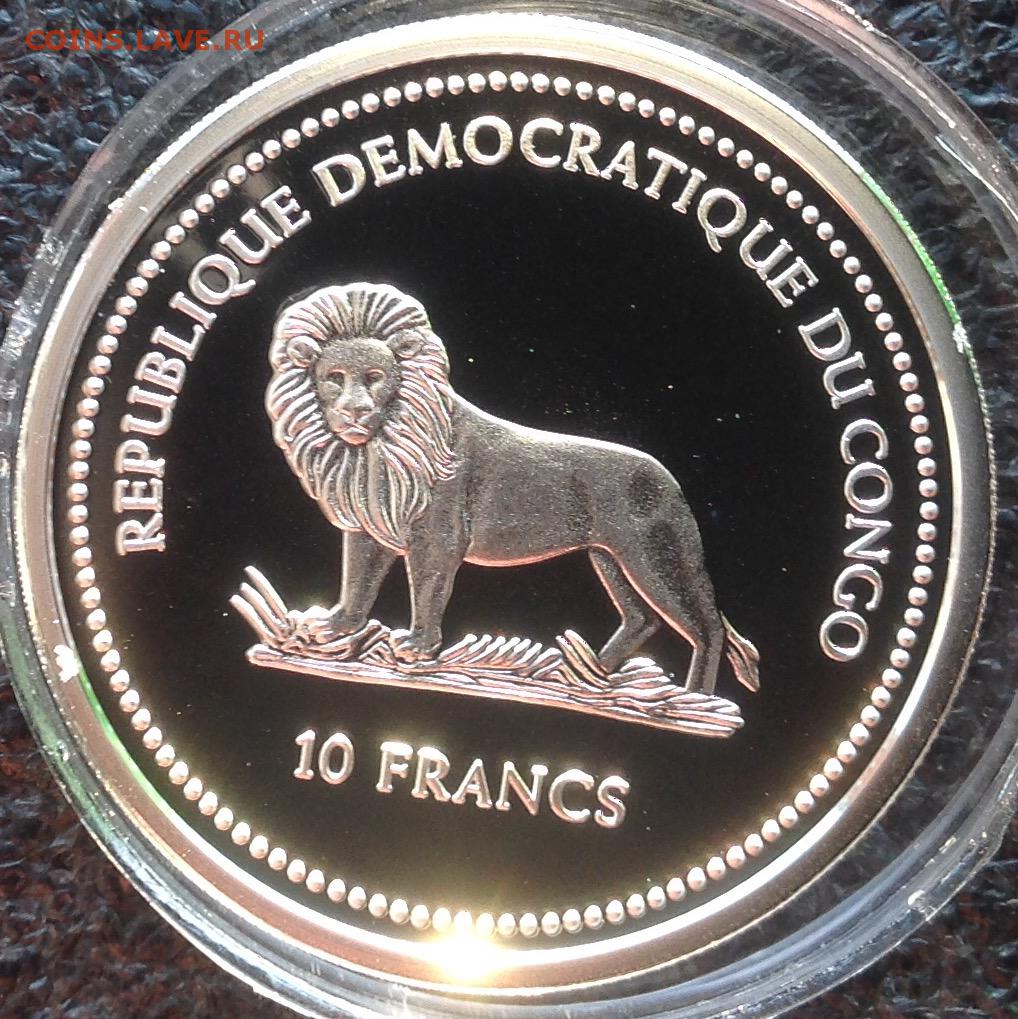 COINS.LAVE.RU
REPUBLIQUE DEMOCRATIQUE DU CONGO
10 FRANCS